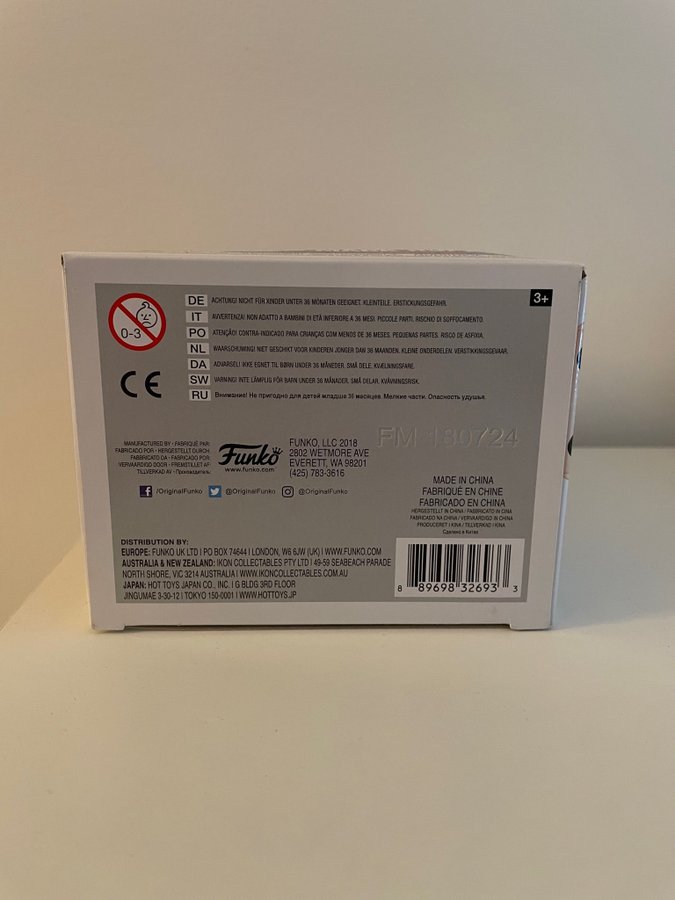 0-3
3+
DE ACHTUNG! NICHT FÜR KINDER UNTER 36 MONATEN GEEIGNET. KLEINTEILE. ERSTICKUNGSGEFAHR.
IT AVVERTENZA: NON ADATTO A BAMBINI DI ETÀ INFERIORE A 36 MESI. PICCOLE PARTI, RISCHIO DI SOFFOCAMENTO.
PO ATENÇÃO! CONTRA-INDICADO PARA CRIANÇAS COM MENOS DE 36 MESES. PEQUENAS PARTES. RISCO DE ASFIXIA.
NL WAARSCHUWING! NIET GESCHIKT VOOR KINDEREN JONGER DAN 36 MAANDEN. KLEINE ONDERDELEN. VERSTIKKINGSGEVAAR.
DA ADVARSEL! IKKE EGNET TIL BØRN UNDER 36 MÅNEDER. SMÅ DELE. KVÆLNINGSFARE.
SW VARNING! INTE LÄMPLIG FÖR BARN UNDER 36 MÅNADER. SMÅ DELAR. KVÄVNINGSRISK.
RU Внимание! Не пригодно для детей младше 36 месяцев. Мелкие части. Опасность удушья.
CE
FM-180724
MANUFACTURED BY • FABRIQUÉ PAR:
FABRICADO POR • HERGESTELLT DURCH:
FABBRICATO DA • FABRICADO POR:
VERVAARDIGD DOOR • FREMSTILLET AF
TILLVERKAD AV • Производитель:
Funko
www.funko.com
FUNKO, LLC 2018
2802 WETMORE AVE
EVERETT, WA 98201
(425) 783-3616
/OriginalFunko @OriginalFunko @OriginalFunko
MADE IN CHINA
FABRIQUÉ EN CHINE
FABRICADO EN CHINA
HERGESTELLT IN CHINA / FABBRICATO IN CINA
FABRICADO NA CHINA / VERVAARDIGD IN CHINA
PRODUCERET I KINA / TILLVERKAD I KINA
Сделано в Китае
DISTRIBUTION BY:
EUROPE: FUNKO UK LTD | PO BOX 74644 | LONDON, W6 6JW (UK) | WWW.FUNKO.COM
AUSTRALIA & NEW ZEALAND: IKON COLLECTABLES PTY LTD | 49-59 SEABEACH PARADE
NORTH SHORE, VIC 3214 AUSTRALIA | WWW.IKONCOLLECTABLES.COM.AU
JAPAN: HOT TOYS JAPAN CO., INC. | G BLDG 3RD FLOOR
JINGUMAE 3-30-12 | TOKYO 150-0001 | WWW.HOTTOYS.JP
8 89698 32693 3